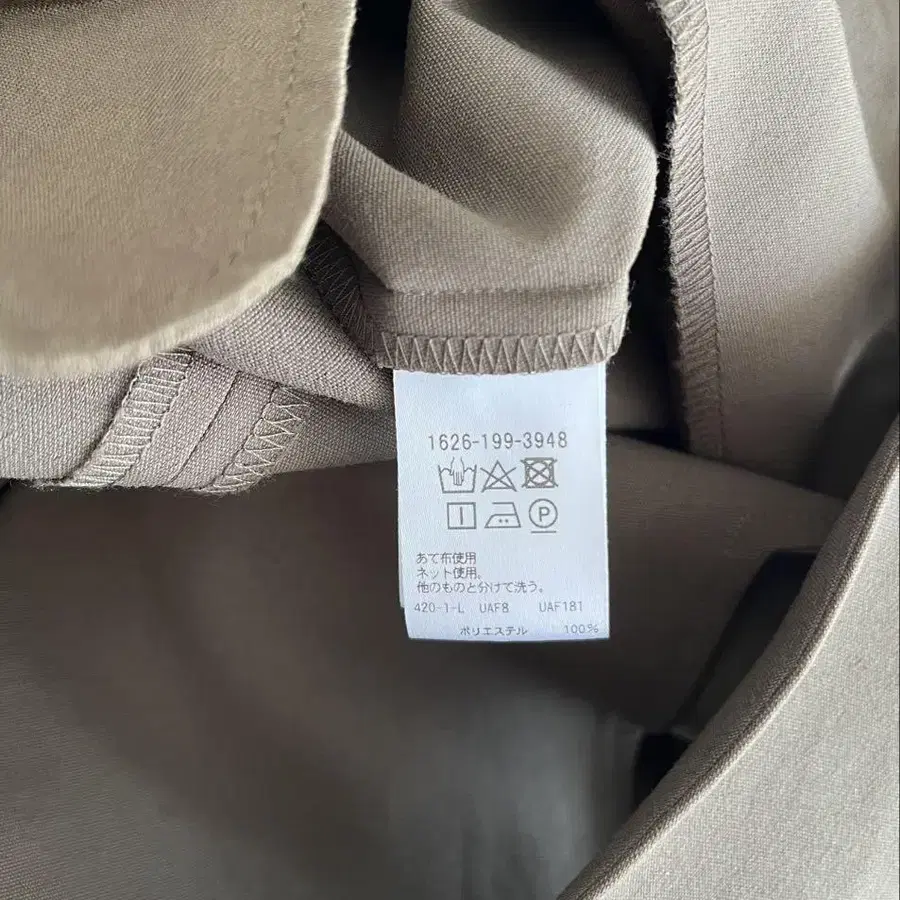 1626-199-3948
P
あて布使用
ネット使用。
他のものと分けて洗う。
420-1-L UAF8 UAF181
ポリエステル 100%